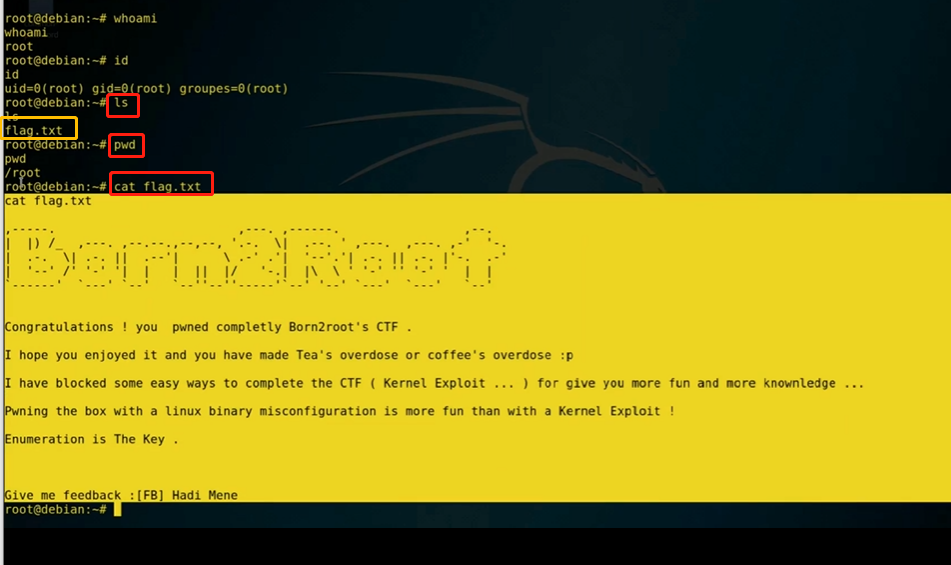 root@debian:~# whoami
whoami
root
root@debian:~# id
id
uid=0(root) gid=0(root) groupes=0(root)
root@debian:~# ls
ls
flag.txt
root@debian:~# pwd
pwd
/root
root@debian:~# cat flag.txt
cat flag.txt
Born2Root
Congratulations ! you  pwned completly Born2root's CTF .
I hope you enjoyed it and you have made Tea's overdose or coffee's overdose :p
I have blocked some easy ways to complete the CTF ( Kernel Exploit ... ) for give you more fun and more knownledge ...
Pwning the box with a linux binary misconfiguration is more fun than with a Kernel Exploit !
Enumeration is The Key .
Give me feedback :[FB] Hadi Mene
root@debian:~#